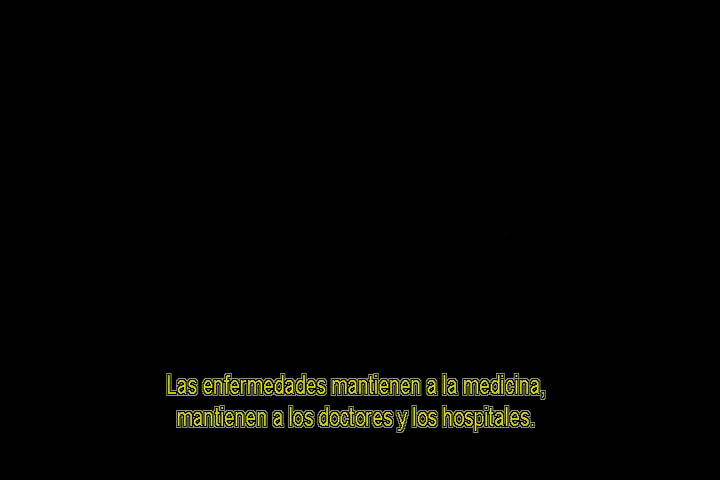 Las enfermedades mantienen a la medicina,
mantienen a los doctores y los hospitales.